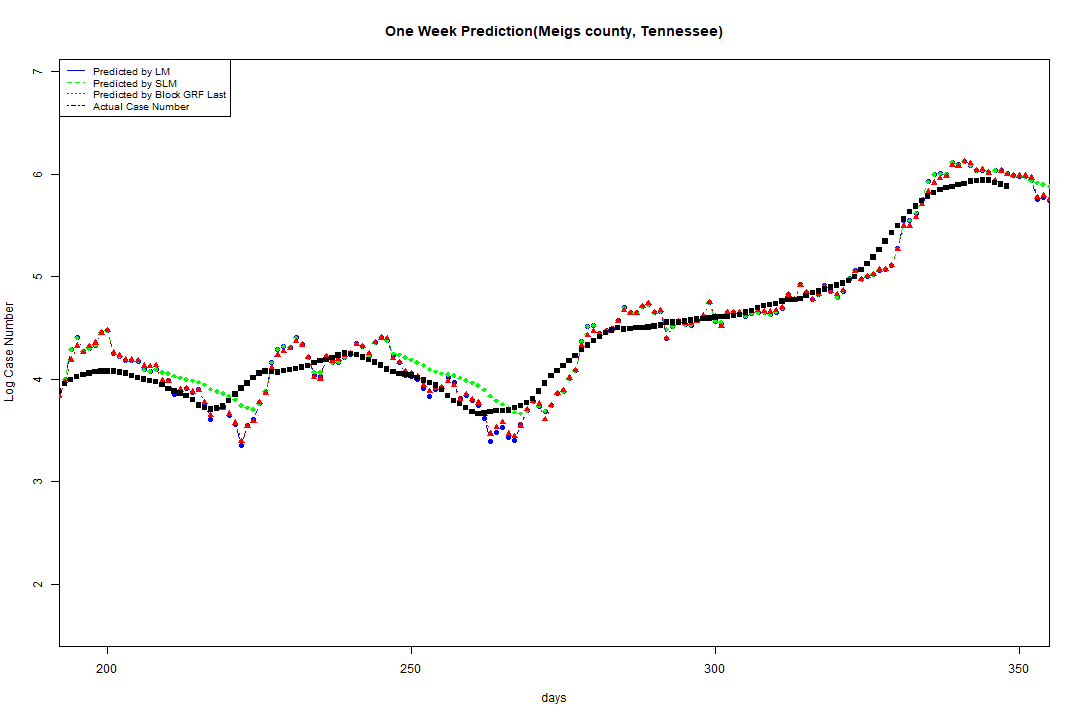 One Week Prediction(Meigs county, Tennessee)
Predicted by LM
Predicted by SLM
Predicted by Block GRF Last
Actual Case Number
7
6
5
4
3
2
Log Case Number
200
250
300
350
days